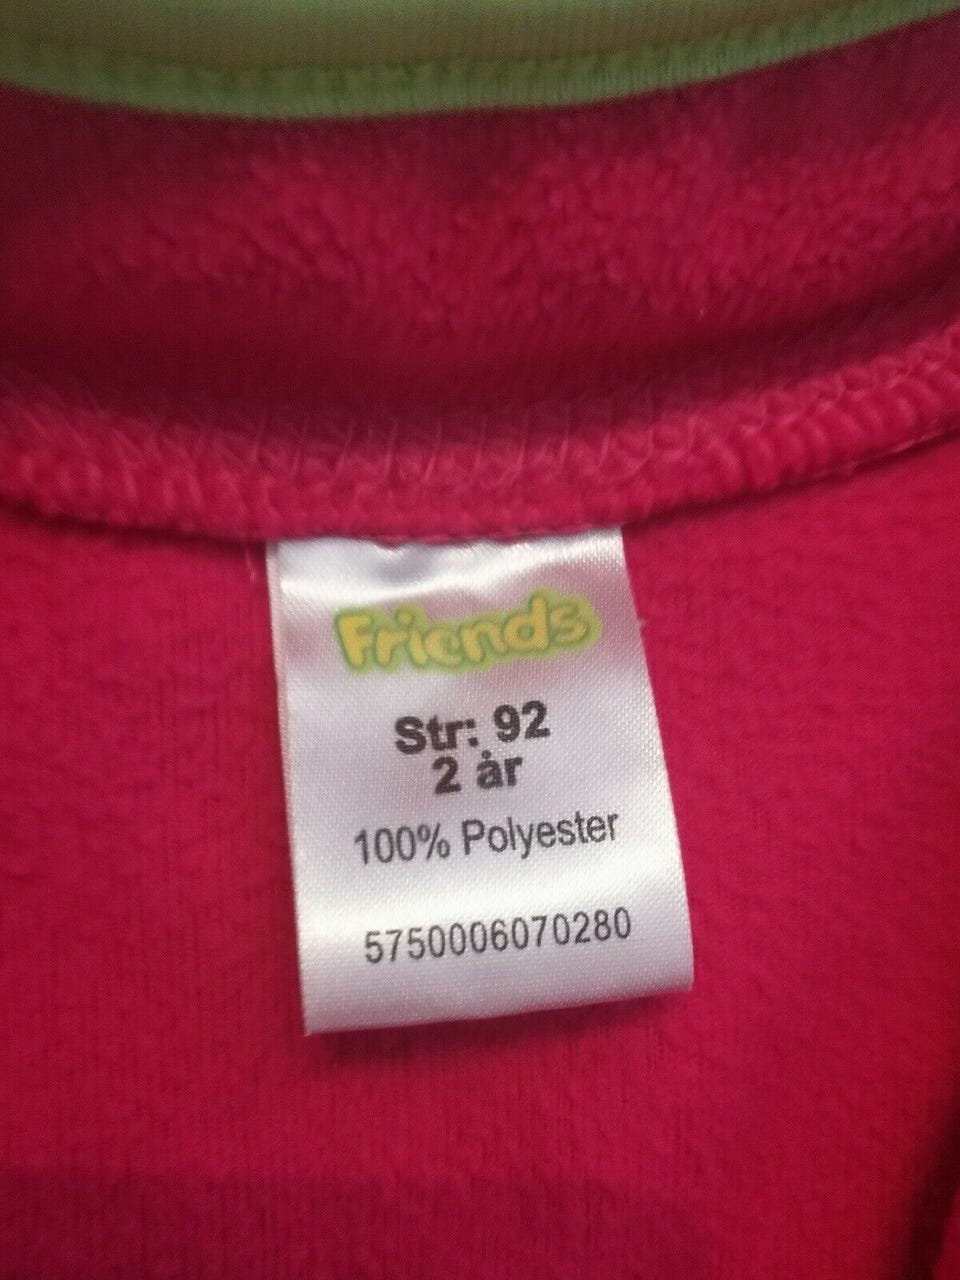 Friends
Str: 92
2 år
100% Polyester
5750006070280